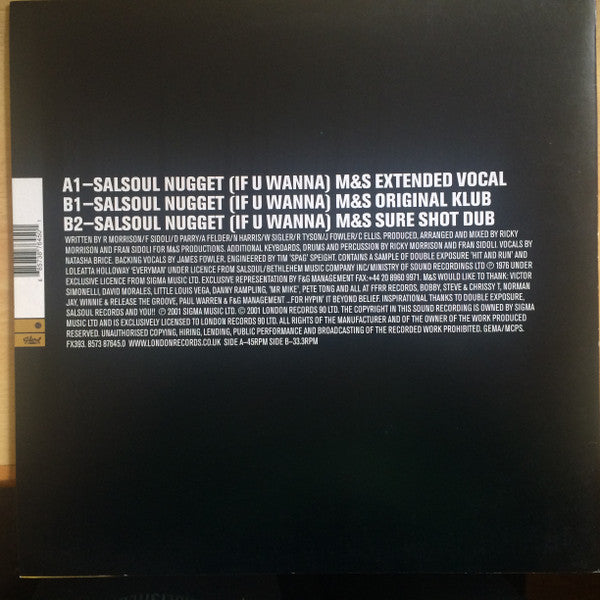 A1–SALSOUL NUGGET (IF U WANNA) M&S EXTENDED VOCAL
B1–SALSOUL NUGGET (IF U WANNA) M&S ORIGINAL KLUB
B2–SALSOUL NUGGET (IF U WANNA) M&S SURE SHOT DUB
WRITTEN BY R MORRISON/F SIDOLI/D PARRY/A FELDER/N HARRIS/W SIGLER/R TYSON/J FOWLER/C ELLIS. PRODUCED, ARRANGED AND MIXED BY RICKY
MORRISON AND FRAN SIDOLI FOR M&S PRODUCTIONS. ADDITIONAL KEYBOARDS, DRUMS AND PERCUSSION BY RICKY MORRISON AND FRAN SIDOLI. VOCALS BY
NATASHA BRICE. BACKING VOCALS BY JAMES FOWLER. ENGINEERED BY TIM 'SPAG' SPEIGHT. CONTAINS A SAMPLE OF DOUBLE EXPOSURE 'HIT AND RUN' AND
LOLEATTA HOLLOWAY 'EVERYMAN' UNDER LICENCE FROM SALSOUL/BETHLEHEM MUSIC COMPANY INC/MINISTRY OF SOUND RECORDINGS LTD ℗ 1976 UNDER
EXCLUSIVE LICENCE FROM SIGMA MUSIC LTD. EXCLUSIVE REPRESENTATION BY F&G MANAGEMENT FAX:+44 20 8960 9971. M&S WOULD LIKE TO THANK: VICTOR
SIMONELLI, DAVID MORALES, LITTLE LOUIS VEGA, DANNY RAMPLING, 'MR MIKE', PETE TONG AND ALL AT FFRR RECORDS, BOBBY, STEVE & CHRISSY T, NORMAN
JAY, WINNIE & RELEASE THE GROOVE, PAUL WARREN & F&G MANAGEMENT ...FOR HYPIN' IT BEYOND BELIEF. INSPIRATIONAL THANKS TO DOUBLE EXPOSURE,
SALSOUL RECORDS AND YOU!! ℗ 2001 SIGMA MUSIC LTD. © 2001 LONDON RECORDS 90 LTD. THE COPYRIGHT IN THIS SOUND RECORDING IS OWNED BY SIGMA
MUSIC LTD AND IS EXCLUSIVELY LICENSED TO LONDON RECORDS 90 LTD. ALL RIGHTS OF THE MANUFACTURER AND OF THE OWNER OF THE WORK PRODUCED
RESERVED. UNAUTHORISED COPYING, HIRING, LENDING, PUBLIC PERFORMANCE AND BROADCASTING OF THE RECORDED WORK PROHIBITED. GEMA/MCPS.
FX393. 8573 87645.0 WWW.LONDONRECORDS.CO.UK SIDE A–45RPM SIDE B–33.3RPM